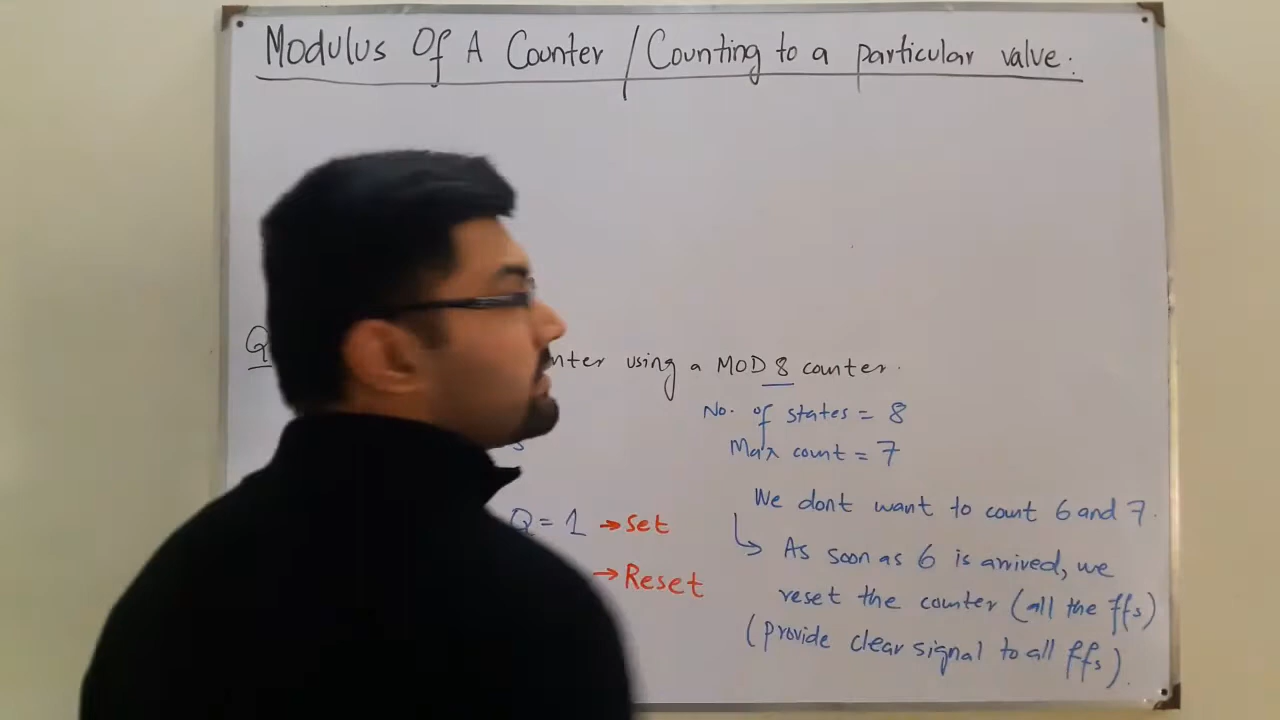 Modulus Of A Counter / Counting to a particular value:
Q
using a MOD 8 counter.
No. of states = 8
Max count = 7
Q = 1 → set
→ Reset
We dont want to count 6 and 7.
As soon as 6 is arrived, we
reset the counter (all the ffs)
(provide clear signal to all ffs).